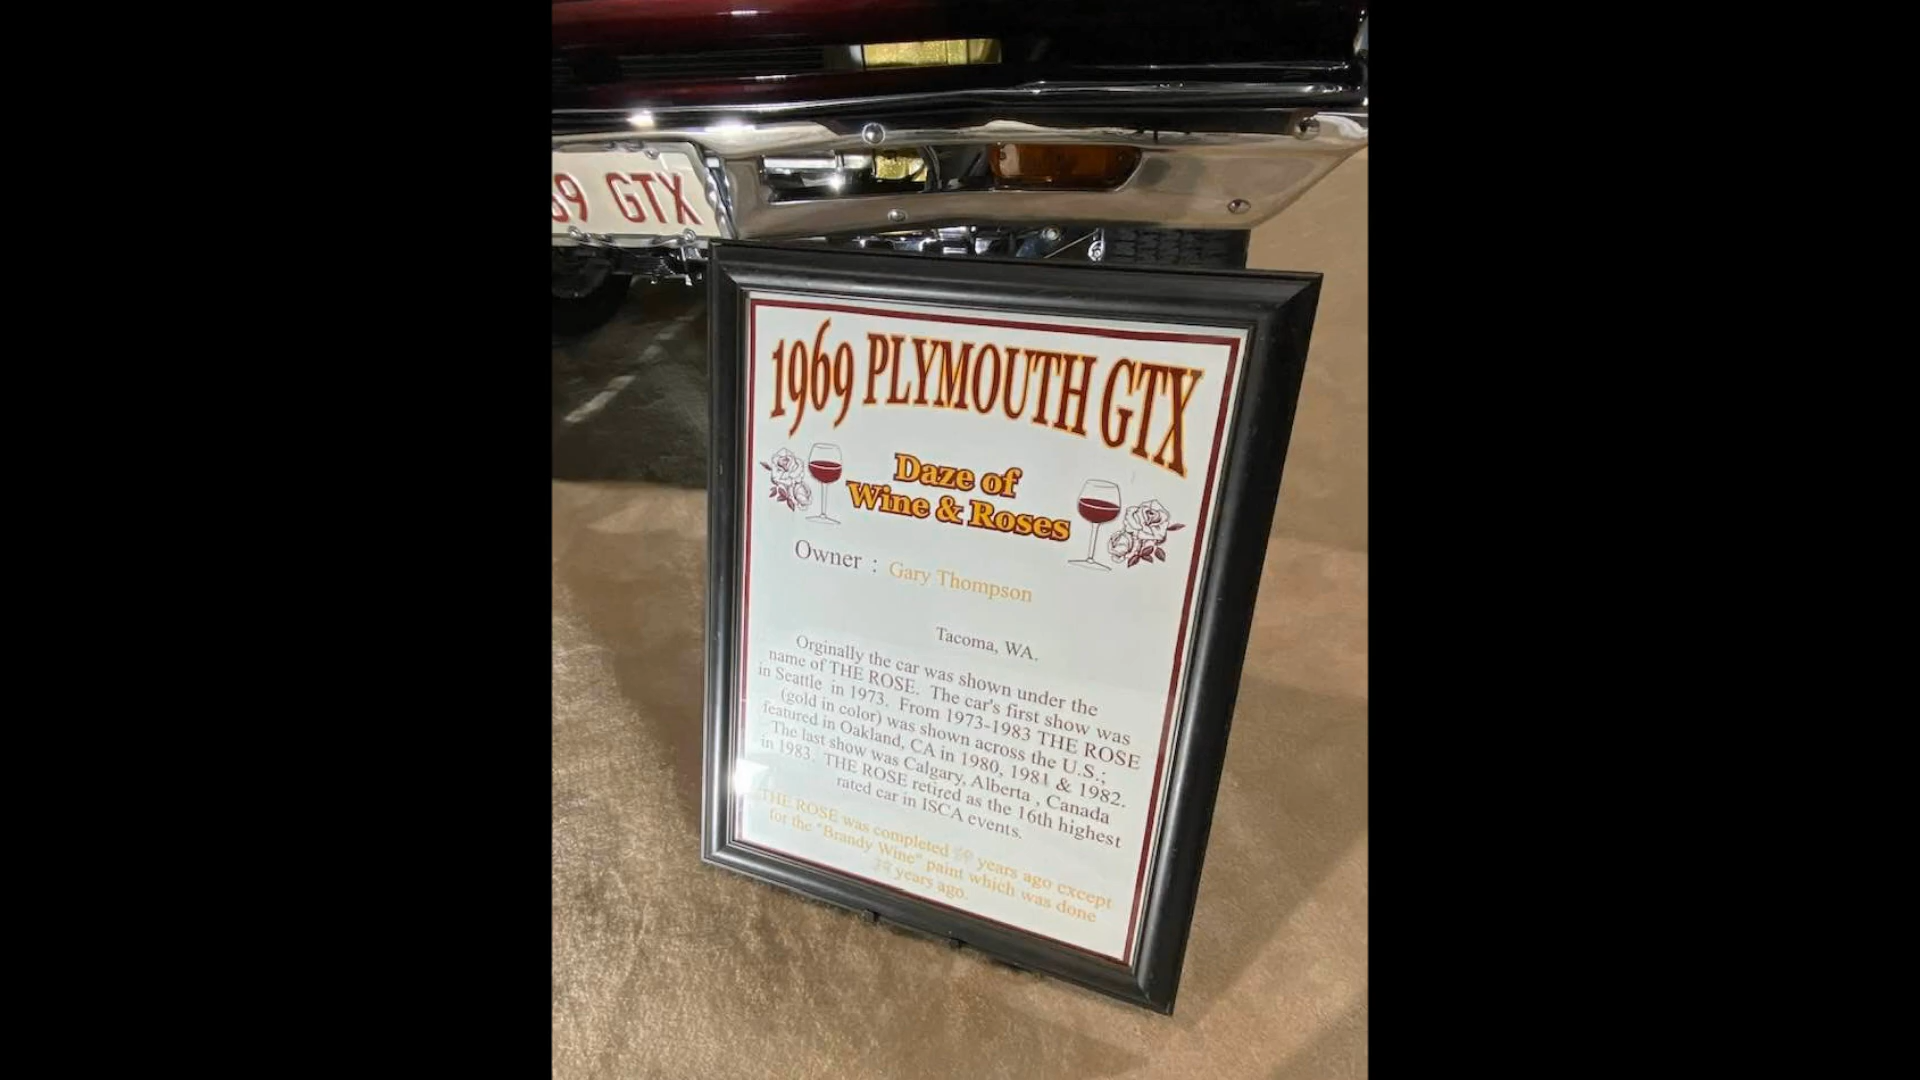 69 GTX
1969 PLYMOUTH GTX
Daze of
Wine & Roses
Owner : Gary Thompson
Tacoma, WA.
Orginally the car was shown under the
name of THE ROSE. The car's first show was
in Seattle in 1973. From 1973-1983 THE ROSE
(gold in color) was shown across the U.S.;
featured in Oakland, CA in 1980, 1981 & 1982.
The last show was Calgary, Alberta , Canada
in 1983. THE ROSE retired as the 16th highest
rated car in ISCA events.
THE ROSE was completed years ago except
for the "Brandy Wine" paint which was done
years ago.